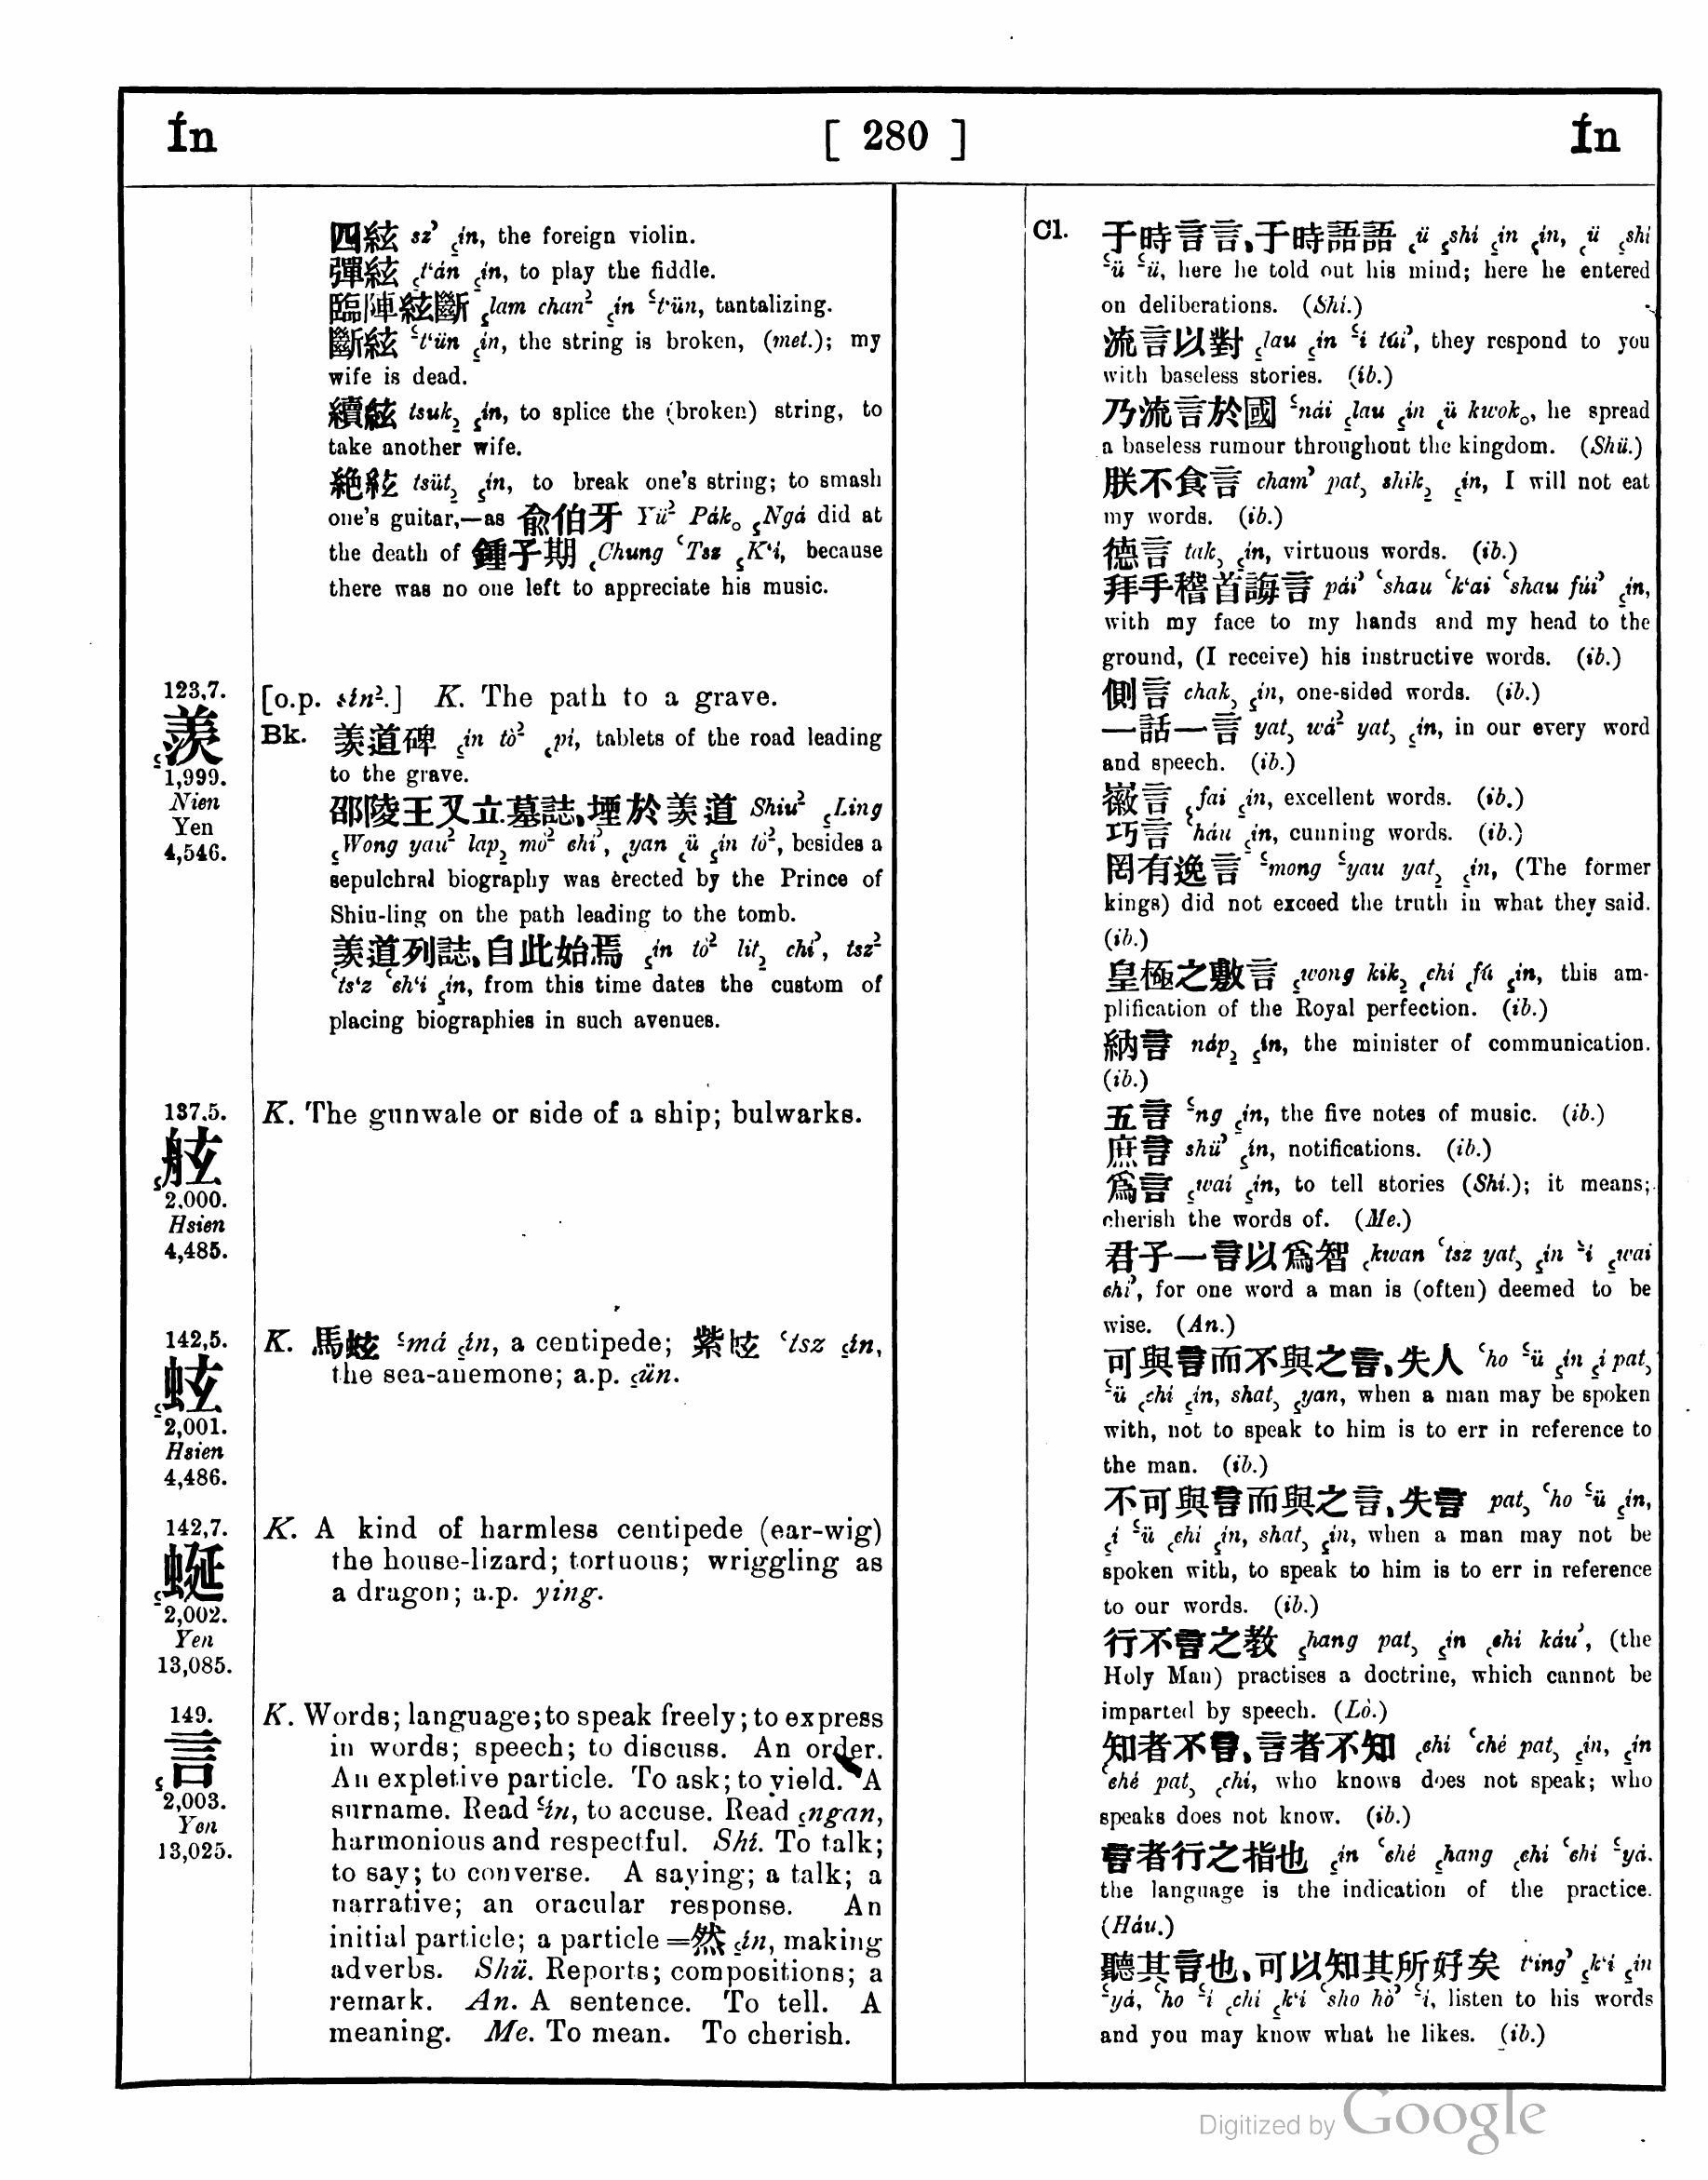 Ín
[ 280 ]
Ín
四絃 sz꜄ ꜁in, the foreign violin.
彈絃 ꜁t‘án ꜁in, to play the fiddle.
臨陣絃斷 ꜁lam chan² ꜁in ꜂t‘ün, tantalizing.
斷絃 ꜂t‘ün ꜁in, the string is broken, (met.); my
wife is dead.
續絃 tsuk₂ ꜁in, to splice the (broken) string, to
take another wife.
絕絃 tsüt₂ ꜁in, to break one's string; to smash
one's guitar,—as 俞伯牙 Yü² Pák₀ ꜁Ngá did at
the death of 鍾子期 ꜀Chung ꜂Tsz ꜁K‘i, because
there was no one left to appreciate his music.
123,7.
羨
1,999.
Nien
Yen
4,546.
[o.p. sín².] K. The path to a grave.
Bk. 羨道碑 ꜁in tò² ꜀pi, tablets of the road leading
to the grave.
邵陵王又立墓誌、堙於羨道 Shiu² ꜁Ling
꜁Wong yau² lap₂ mò² chi꜄, ꜀yan ꜀ü ꜁in tò², besides a
sepulchral biography was erected by the Prince of
Shiu-ling on the path leading to the tomb.
羨道列誌、自此始焉 ꜁in tò² lit₂ chi꜄, tsz²
꜂ts‘z ꜂ch‘i ꜁in, from this time dates the custom of
placing biographies in such avenues.
137.5.
舷
2,000.
Hsien
4,485.
K. The gunwale or side of a ship; bulwarks.
142,5.
蚿
2,001.
Hsien
4,486.
K. 馬蚿 ꜂má ꜁ín, a centipede; 紫蚿 ꜂tsz ꜁ín,
the sea-anemone; a.p. ꜁ün.
142,7.
蜒
2,002.
Yen
13,085.
K. A kind of harmless centipede (ear-wig)
the house-lizard; tortuous; wriggling as
a dragon; a.p. ying.
149.
言
2,003.
Yen
13,025.
K. Words; language; to speak freely; to express
in words; speech; to discuss. An order.
An expletive particle. To ask; to yield. A
surname. Read ꜂ín, to accuse. Read ꜁ngan,
harmonious and respectful. Shí. To talk;
to say; to converse. A saying; a talk; a
narrative; an oracular response. An
initial particle; a particle =然 ꜁ín, making
adverbs. Shü. Reports; compositions; a
remark. An. A sentence. To tell. A
meaning. Me. To mean. To cherish.
Cl. 于時言言、于時語語 ꜀ü ꜁shi ꜁in ꜁in, ꜀ü ꜁shi
꜂ü ꜂ü, here he told out his mind; here he entered
on deliberations. (Shi.)
流言以對 ꜁lau ꜁in ꜂i túi꜄, they respond to you
with baseless stories. (ib.)
乃流言於國 ꜂nái ꜁lau ꜁in ꜀ü kwok₀, he spread
a baseless rumour throughout the kingdom. (Shü.)
朕不食言 cham꜄ pat꜆ shik₂ ꜁in, I will not eat
my words. (ib.)
德言 tak꜆ ꜁in, virtuous words. (ib.)
拜手稽首誨言 pái꜄ ꜂shau ꜂k‘ai ꜂shau fúi꜄ ꜁in,
with my face to my hands and my head to the
ground, (I receive) his instructive words. (ib.)
側言 chak꜆ ꜁in, one-sided words. (ib.)
一話一言 yat꜆ wá² yat꜆ ꜁in, in our every word
and speech. (ib.)
徽言 ꜀fai ꜁in, excellent words. (ib.)
巧言 ꜂háu ꜁in, cunning words. (ib.)
罔有逸言 ꜂mong ꜂yau yat₂ ꜁in, (The former
kings) did not exceed the truth in what they said.
(ib.)
皇極之敷言 ꜁wong kik₂ ꜀chi ꜀fú ꜁in, this am-
plification of the Royal perfection. (ib.)
納言 náp₂ ꜁in, the minister of communication.
(ib.)
五言 ꜂ng ꜁in, the five notes of music. (ib.)
庶言 shü꜄ ꜁in, notifications. (ib.)
爲言 ꜁wai ꜁in, to tell stories (Shi.); it means;
cherish the words of. (Me.)
君子一言以爲智 ꜀kwan ꜂tsz yat꜆ ꜁in ꜂i ꜁wai
chi꜄, for one word a man is (often) deemed to be
wise. (An.)
可與言而不與之言、失人 ꜂ho ꜂ü ꜁in ꜁i pat꜆
꜂ü ꜀chi ꜁in, shat꜆ ꜁yan, when a man may be spoken
with, not to speak to him is to err in reference to
the man. (ib.)
不可與言而與之言、失言 pat꜆ ꜂ho ꜂ü ꜁in,
꜁i ꜂ü ꜀chi ꜁in, shat꜆ ꜁in, when a man may not be
spoken with, to speak to him is to err in reference
to our words. (ib.)
行不言之教 ꜁hang pat꜆ ꜁in ꜀chi káu꜄, (the
Holy Man) practises a doctrine, which cannot be
imparted by speech. (Lò.)
知者不言、言者不知 ꜀chi ꜂ché pat꜆ ꜁in, ꜁in
꜂ché pat꜆ ꜀chi, who knows does not speak; who
speaks does not know. (ib.)
言者行之指也 ꜁in ꜂ché ꜁hang ꜀chi ꜂chi ꜂yá.
the language is the indication of the practice.
(Háu.)
聽其言也、可以知其所好矣 t‘ing꜄ ꜁k‘i ꜁in
꜂yá, ꜂ho ꜂i ꜀chi ꜁k‘i ꜂sho hò꜄ ꜂i, listen to his words
and you may know what he likes. (ib.)
Digitized by Google